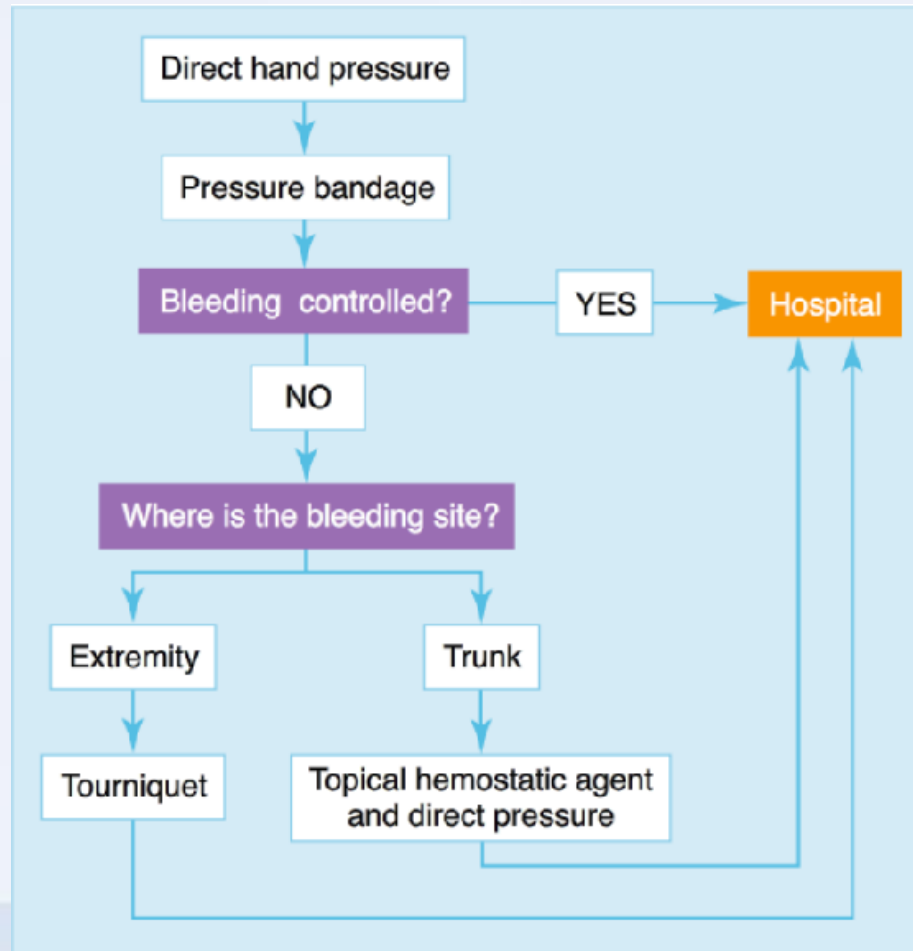 Direct hand pressure
Pressure bandage
Bleeding controlled?
YES
Hospital
NO
Where is the bleeding site?
Extremity
Trunk
Tourniquet
Topical hemostatic agent
and direct pressure